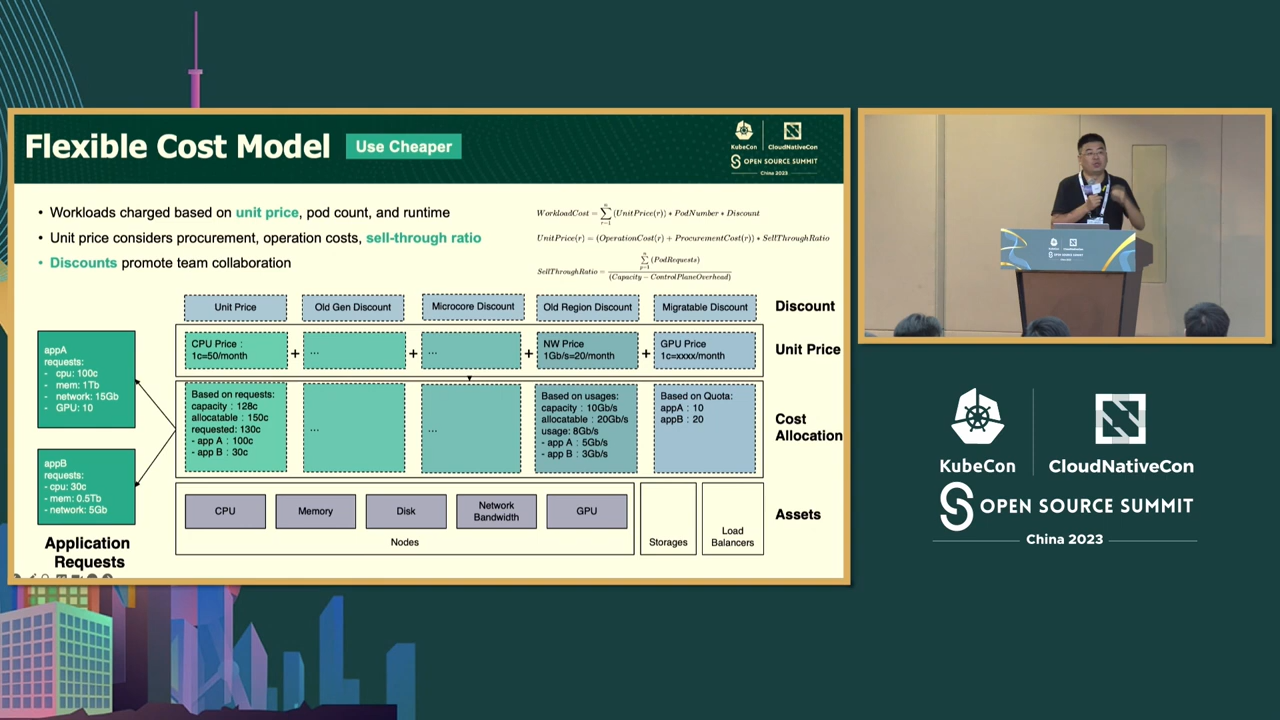 Flexible Cost Model
Use Cheaper
KubeCon
CloudNativeCon
OPEN SOURCE SUMMIT
China 2023
• Workloads charged based on unit price, pod count, and runtime
• Unit price considers procurement, operation costs, sell-through ratio
• Discounts promote team collaboration
WorkloadCost = \sum_{r=1}^{n} (UnitPrice(r)) * PodNumber * Discount
UnitPrice(r) = (OperationCost(r) + ProcurementCost(r)) * SellThroughRatio
SellThroughRatio = \frac{\sum_{p=1}^{n} (PodRequests)}{(Capacity - ControlPlaneOverhead)}
Unit Price
Old Gen Discount
Microcore Discount
Old Region Discount
Migratable Discount
Discount
CPU Price :
1c=50/month
+
...
+
...
+
NW Price
1Gb/s=20/month
+
GPU Price
1c=xxxx/month
Unit Price
appA
requests:
- cpu: 100c
- mem: 1Tb
- network: 15Gb
- GPU: 10
appB
requests:
- cpu: 30c
- mem: 0.5Tb
- network: 5Gb
Application
Requests
Based on requests:
capacity : 128c
allocatable : 150c
requested: 130c
- app A : 100c
- app B : 30c
...
...
Based on usages:
capacity : 10Gb/s
allocatable : 20Gb/s
usage: 8Gb/s
- app A : 5Gb/s
- app B : 3Gb/s
Based on Quota:
appA : 10
appB : 20
Cost
Allocation
CPU
Memory
Disk
Network
Bandwidth
GPU
Nodes
Storages
Load
Balancers
Assets
KubeCon
CloudNativeCon
OPEN SOURCE SUMMIT
China 2023